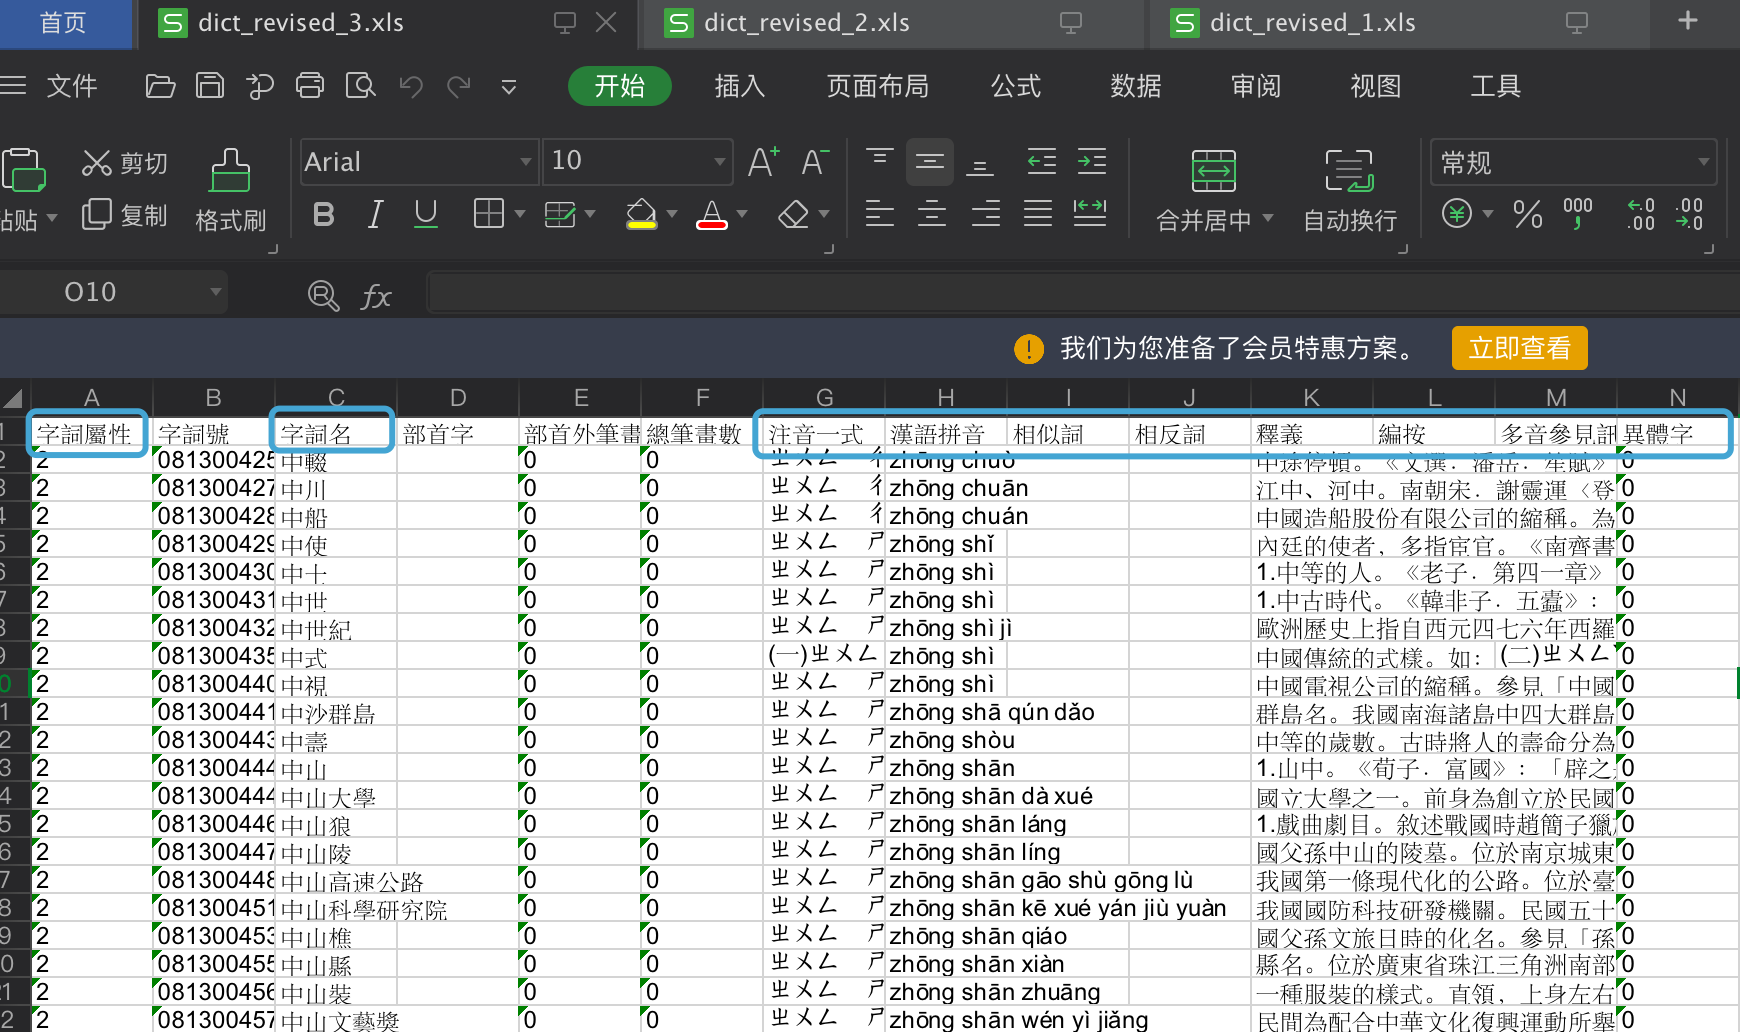 首页 dict_revised_3.xls dict_revised_2.xls dict_revised_1.xls +
文件 开始 插入 页面布局 公式 数据 审阅 视图 工具
剪切 Arial 10 A+ A- 常规
粘贴 复制 格式刷 B I U A 合并居中 自动换行 ¥ % 000 .0 .00 .00 .0
O10 fx
! 我们为您准备了会员特惠方案。 立即查看
A B C D E F G H I J K L M N
1 字詞屬性 字詞號 字詞名 部首字 部首外筆畫 總筆畫數 注音一式 漢語拼音 相似詞 相反詞 釋義 編按 多音參見訊 異體字
2 2 081300425 中輟 0 0 ㄓㄨㄥ ㄔ zhōng chuò 中途停頓。《文選．潘岳．笙賦》 0
3 2 081300427 中川 0 0 ㄓㄨㄥ ㄔ zhōng chuān 江中、河中。南朝宋．謝靈運〈登 0
4 2 081300428 中船 0 0 ㄓㄨㄥ ㄔ zhōng chuán 中國造船股份有限公司的縮稱。為 0
5 2 081300429 中使 0 0 ㄓㄨㄥ ㄕ zhōng shǐ 內廷的使者，多指宦官。《南齊書 0
6 2 081300430 中士 0 0 ㄓㄨㄥ ㄕ zhōng shì 1.中等的人。《老子．第四一章》 0
7 2 081300431 中世 0 0 ㄓㄨㄥ ㄕ zhōng shì 1.中古時代。《韓非子．五蠹》： 0
8 2 081300432 中世紀 0 0 ㄓㄨㄥ ㄕ zhōng shì jì 歐洲歷史上指自西元四七六年西羅 0
9 2 081300435 中式 0 0 (一)ㄓㄨㄥ zhōng shì 中國傳統的式樣。如： (二)ㄓㄨㄥˋ 0
0 2 081300440 中視 0 0 ㄓㄨㄥ ㄕ zhōng shì 中國電視公司的縮稱。參見「中國 0
1 2 081300441 中沙群島 0 0 ㄓㄨㄥ ㄕ zhōng shā qún dǎo 群島名。我國南海諸島中四大群島 0
2 2 081300443 中壽 0 0 ㄓㄨㄥ ㄕ zhōng shòu 中等的歲數。古時將人的壽命分為 0
3 2 081300444 中山 0 0 ㄓㄨㄥ ㄕ zhōng shān 1.山中。《荀子．富國》：「辟之 0
4 2 081300444 中山大學 0 0 ㄓㄨㄥ ㄕ zhōng shān dà xué 國立大學之一。前身為創立於民國 0
5 2 081300446 中山狼 0 0 ㄓㄨㄥ ㄕ zhōng shān láng 1.戲曲劇目。敘述戰國時趙簡子獵 0
6 2 081300447 中山陵 0 0 ㄓㄨㄥ ㄕ zhōng shān líng 國父孫中山的陵墓。位於南京城東 0
7 2 081300448 中山高速公路 0 0 ㄓㄨㄥ ㄕ zhōng shān gāo shù gōng lù 我國第一條現代化的公路。位於臺 0
8 2 081300451 中山科學研究院 0 0 ㄓㄨㄥ ㄕ zhōng shān kē xué yán jiù yuàn 我國國防科技研發機關。民國五十 0
9 2 081300453 中山樵 0 0 ㄓㄨㄥ ㄕ zhōng shān qiáo 國父孫文旅日時的化名。參見「孫 0
0 2 081300455 中山縣 0 0 ㄓㄨㄥ ㄕ zhōng shān xiàn 縣名。位於廣東省珠江三角洲南部 0
21 2 081300456 中山裝 0 0 ㄓㄨㄥ ㄕ zhōng shān zhuāng 一種服裝的樣式。直領，上身左右 0
2 2 081300457 中山文藝獎 0 0 ㄓㄨㄥ ㄕ zhōng shān wén yì jiǎng 民間為配合中華文化復興運動所舉 0